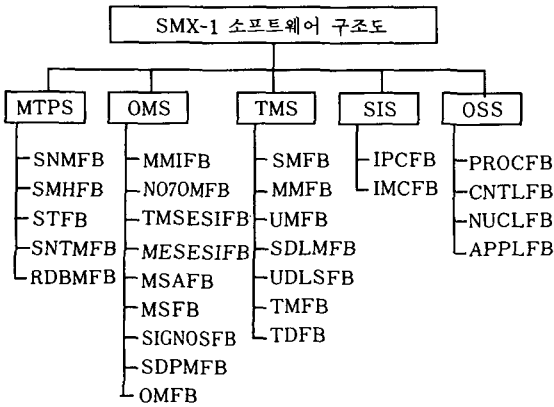 SMX-1 소프트웨어 구조도
MTPS
OMS
TMS
SIS
OSS
SNMFB
SMHFB
STFB
SNTMFB
RDBMFB
MMIFB
NO7OMFB
TMSESIFB
MESESIFB
MSAFB
MSFB
SIGNOSFB
SDPMFB
OMFB
SMFB
MMFB
UMFB
SDLMFB
UDLSFB
TMFB
TDFB
IPCFB
IMCFB
PROCFB
CNTLFB
NUCLFB
APPLFB